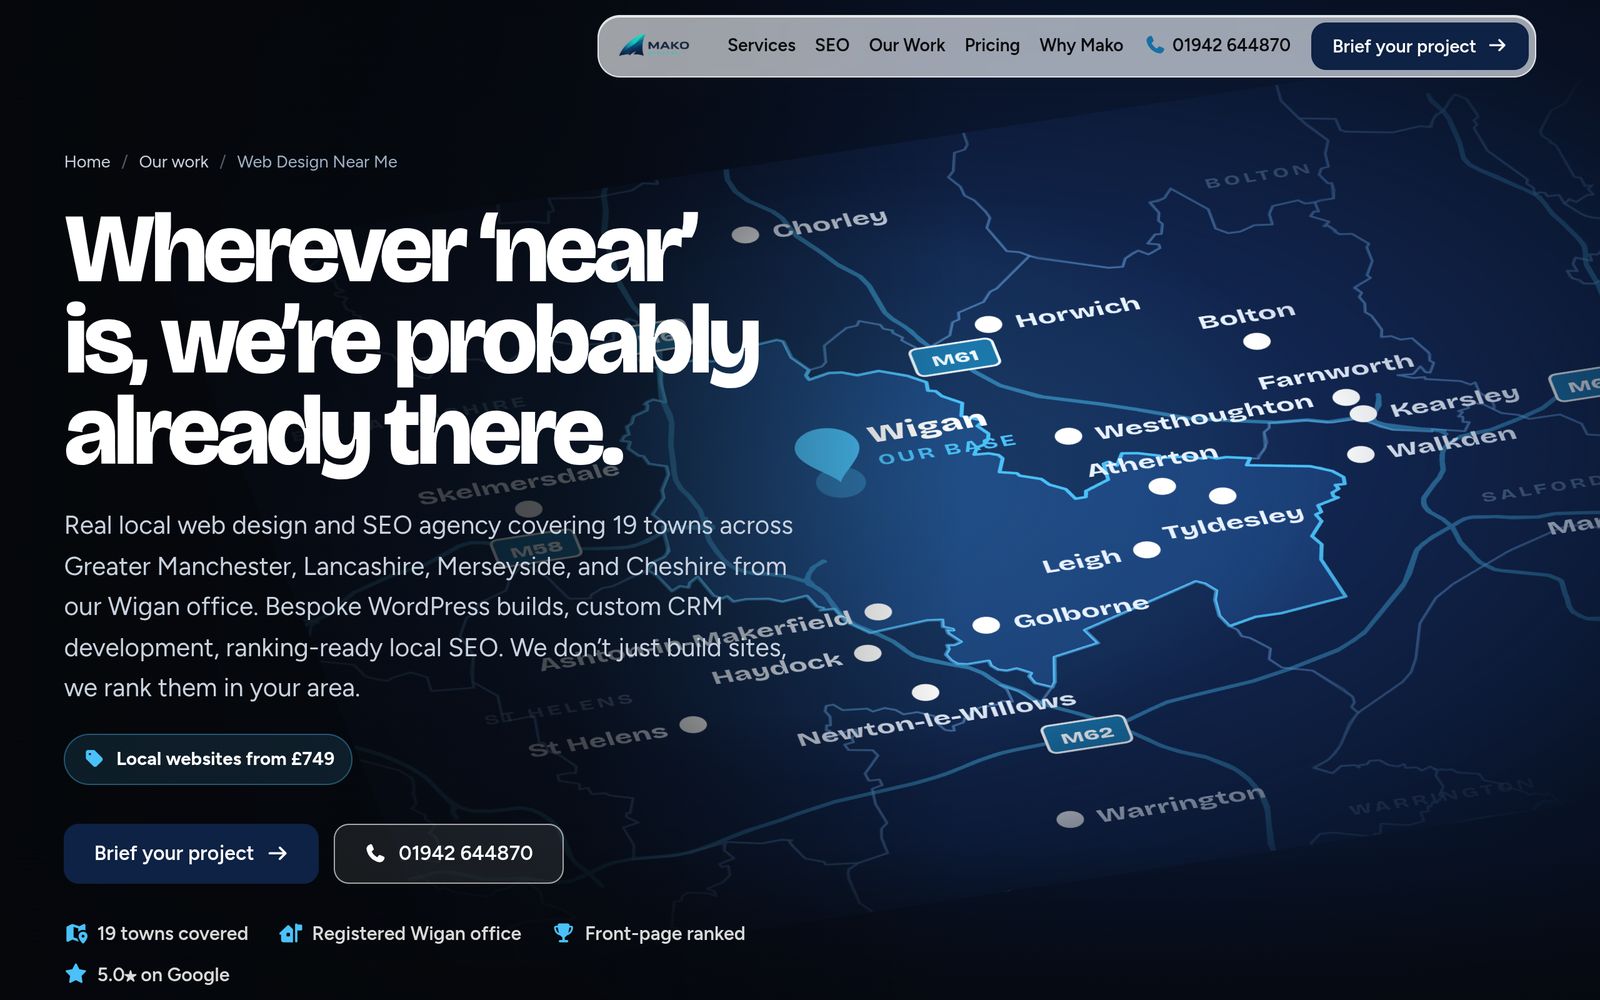 MAKO
Services
SEO
Our Work
Pricing
Why Mako
01942 644870
Brief your project →
Home / Our work / Web Design Near Me
Wherever ‘near’
is, we’re probably
already there.
Real local web design and SEO agency covering 19 towns across
Greater Manchester, Lancashire, Merseyside, and Cheshire from
our Wigan office. Bespoke WordPress builds, custom CRM
development, ranking-ready local SEO. We don’t just build sites,
we rank them in your area.
Local websites from £749
Brief your project →
01942 644870
19 towns covered
Registered Wigan office
Front-page ranked
5.0★ on Google
BOLTON
Chorley
Horwich
Bolton
M61
Farnworth
Kearsley
Westhoughton
Wigan
OUR BASE
Walkden
Atherton
Skelmersdale
SALFORD
Tyldesley
M58
Leigh
Golborne
Ashton-in-Makerfield
Haydock
Newton-le-Willows
ST HELENS
St Helens
M62
Warrington
WARRINGTON